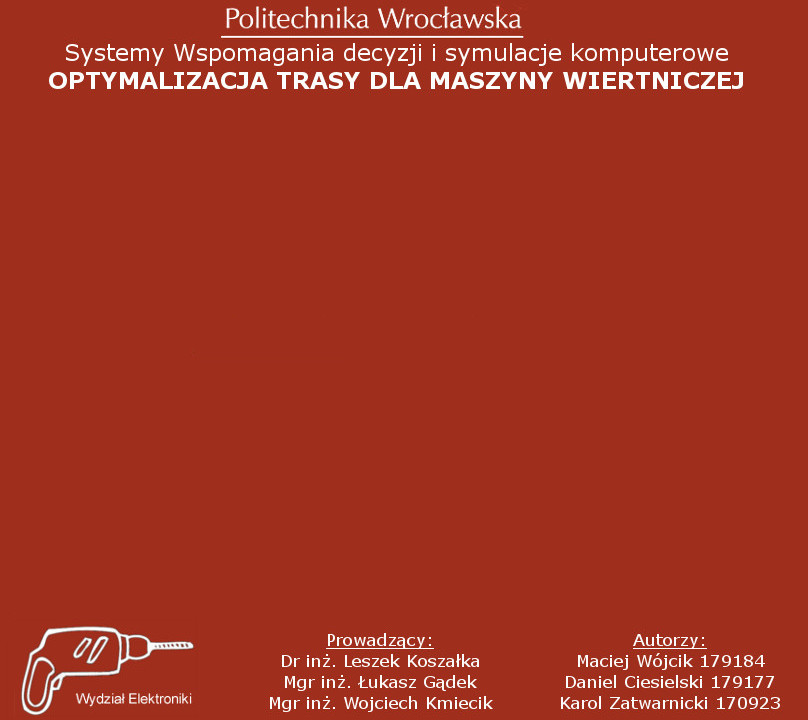 Politechnika Wrocławska
Systemy Wspomagania decyzji i symulacje komputerowe
OPTYMALIZACJA TRASY DLA MASZYNY WIERTNICZEJ
Wydział Elektroniki
Prowadzący:
Dr inż. Leszek Koszałka
Mgr inż. Łukasz Gądek
Mgr inż. Wojciech Kmiecik
Autorzy:
Maciej Wójcik 179184
Daniel Ciesielski 179177
Karol Zatwarnicki 170923